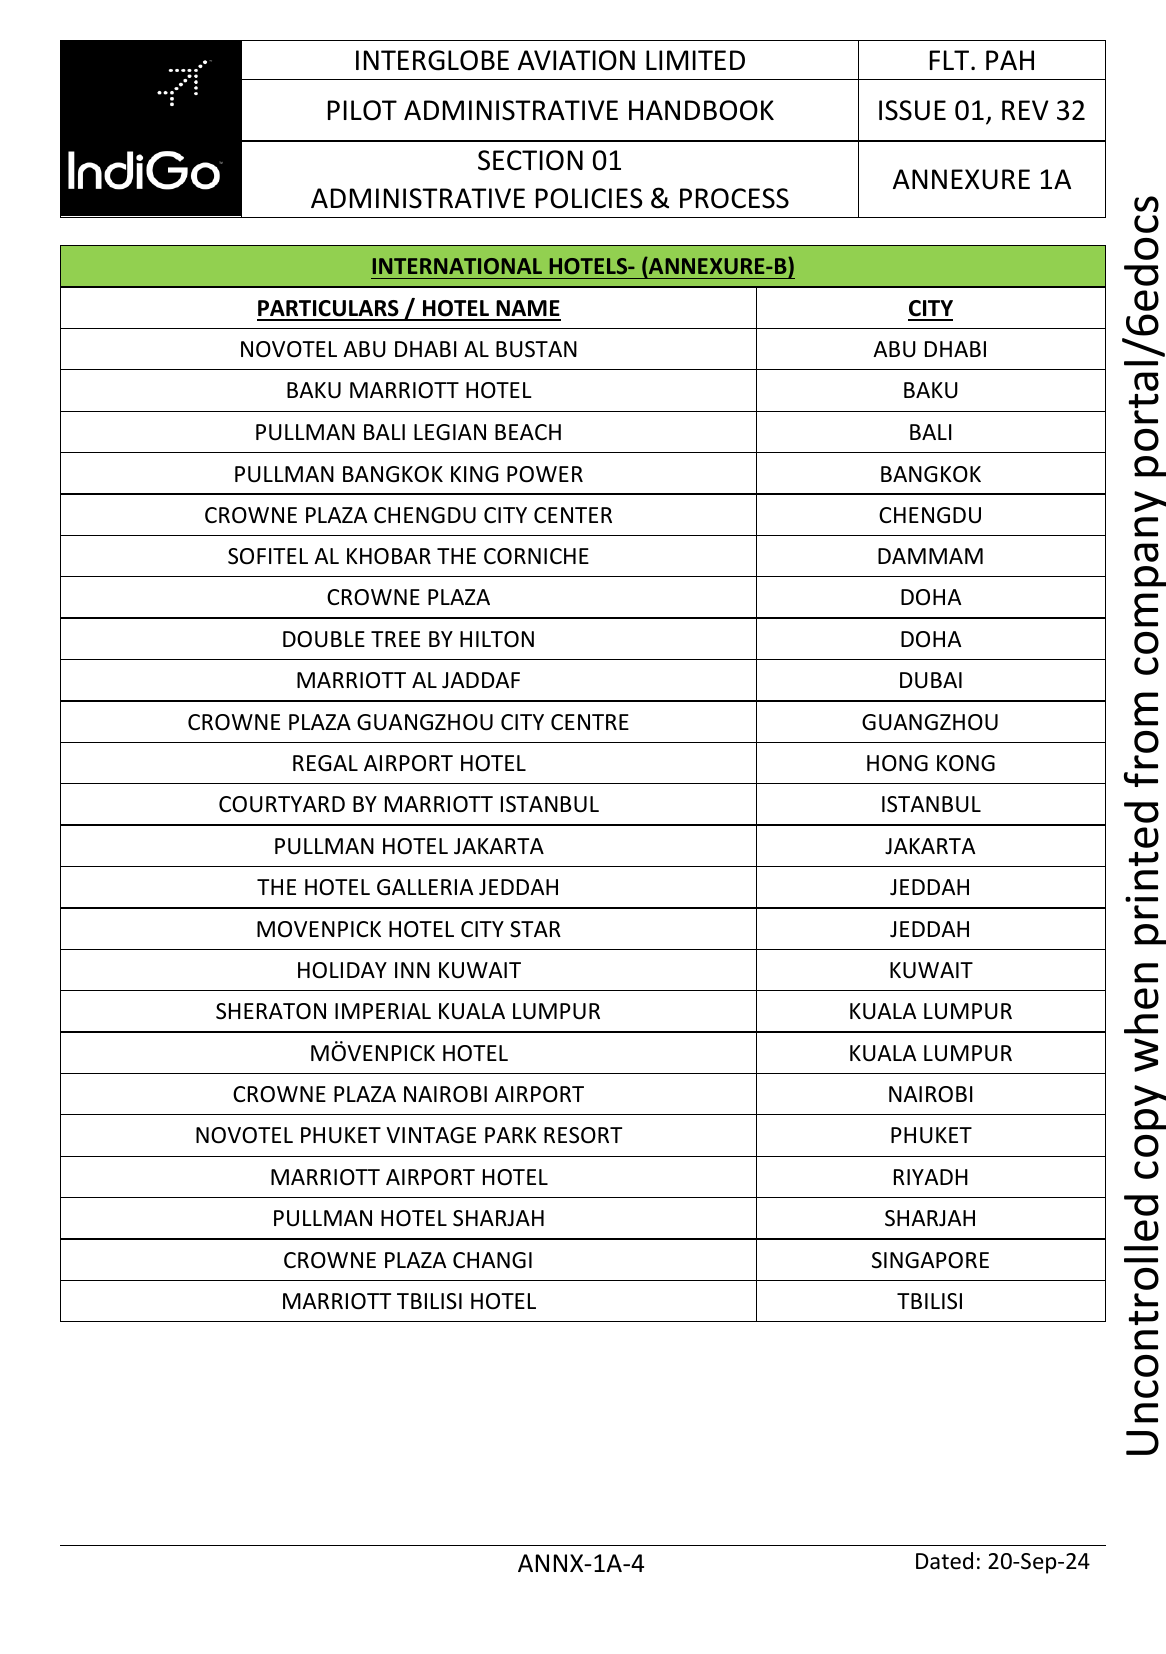 INTERGLOBE AVIATION LIMITED FLT. PAH
PILOT ADMINISTRATIVE HANDBOOK ISSUE 01, REV 32
IndiGo
SECTION 01
ADMINISTRATIVE POLICIES & PROCESS ANNEXURE 1A
INTERNATIONAL HOTELS- (ANNEXURE-B)
PARTICULARS / HOTEL NAME CITY
NOVOTEL ABU DHABI AL BUSTAN ABU DHABI
BAKU MARRIOTT HOTEL BAKU
PULLMAN BALI LEGIAN BEACH BALI
PULLMAN BANGKOK KING POWER BANGKOK
CROWNE PLAZA CHENGDU CITY CENTER CHENGDU
SOFITEL AL KHOBAR THE CORNICHE DAMMAM
CROWNE PLAZA DOHA
DOUBLE TREE BY HILTON DOHA
MARRIOTT AL JADDAF DUBAI
CROWNE PLAZA GUANGZHOU CITY CENTRE GUANGZHOU
REGAL AIRPORT HOTEL HONG KONG
COURTYARD BY MARRIOTT ISTANBUL ISTANBUL
PULLMAN HOTEL JAKARTA JAKARTA
THE HOTEL GALLERIA JEDDAH JEDDAH
MOVENPICK HOTEL CITY STAR JEDDAH
HOLIDAY INN KUWAIT KUWAIT
SHERATON IMPERIAL KUALA LUMPUR KUALA LUMPUR
MÖVENPICK HOTEL KUALA LUMPUR
CROWNE PLAZA NAIROBI AIRPORT NAIROBI
NOVOTEL PHUKET VINTAGE PARK RESORT PHUKET
MARRIOTT AIRPORT HOTEL RIYADH
PULLMAN HOTEL SHARJAH SHARJAH
CROWNE PLAZA CHANGI SINGAPORE
MARRIOTT TBILISI HOTEL TBILISI
Uncontrolled copy when printed from company portal/6edocs
ANNX-1A-4 Dated: 20-Sep-24